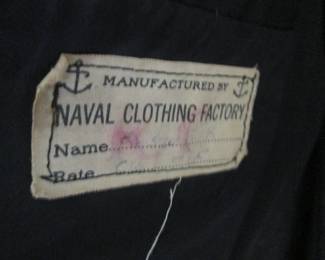 MANUFACTURED BY
NAVAL CLOTHING FACTORY
Name
Rate